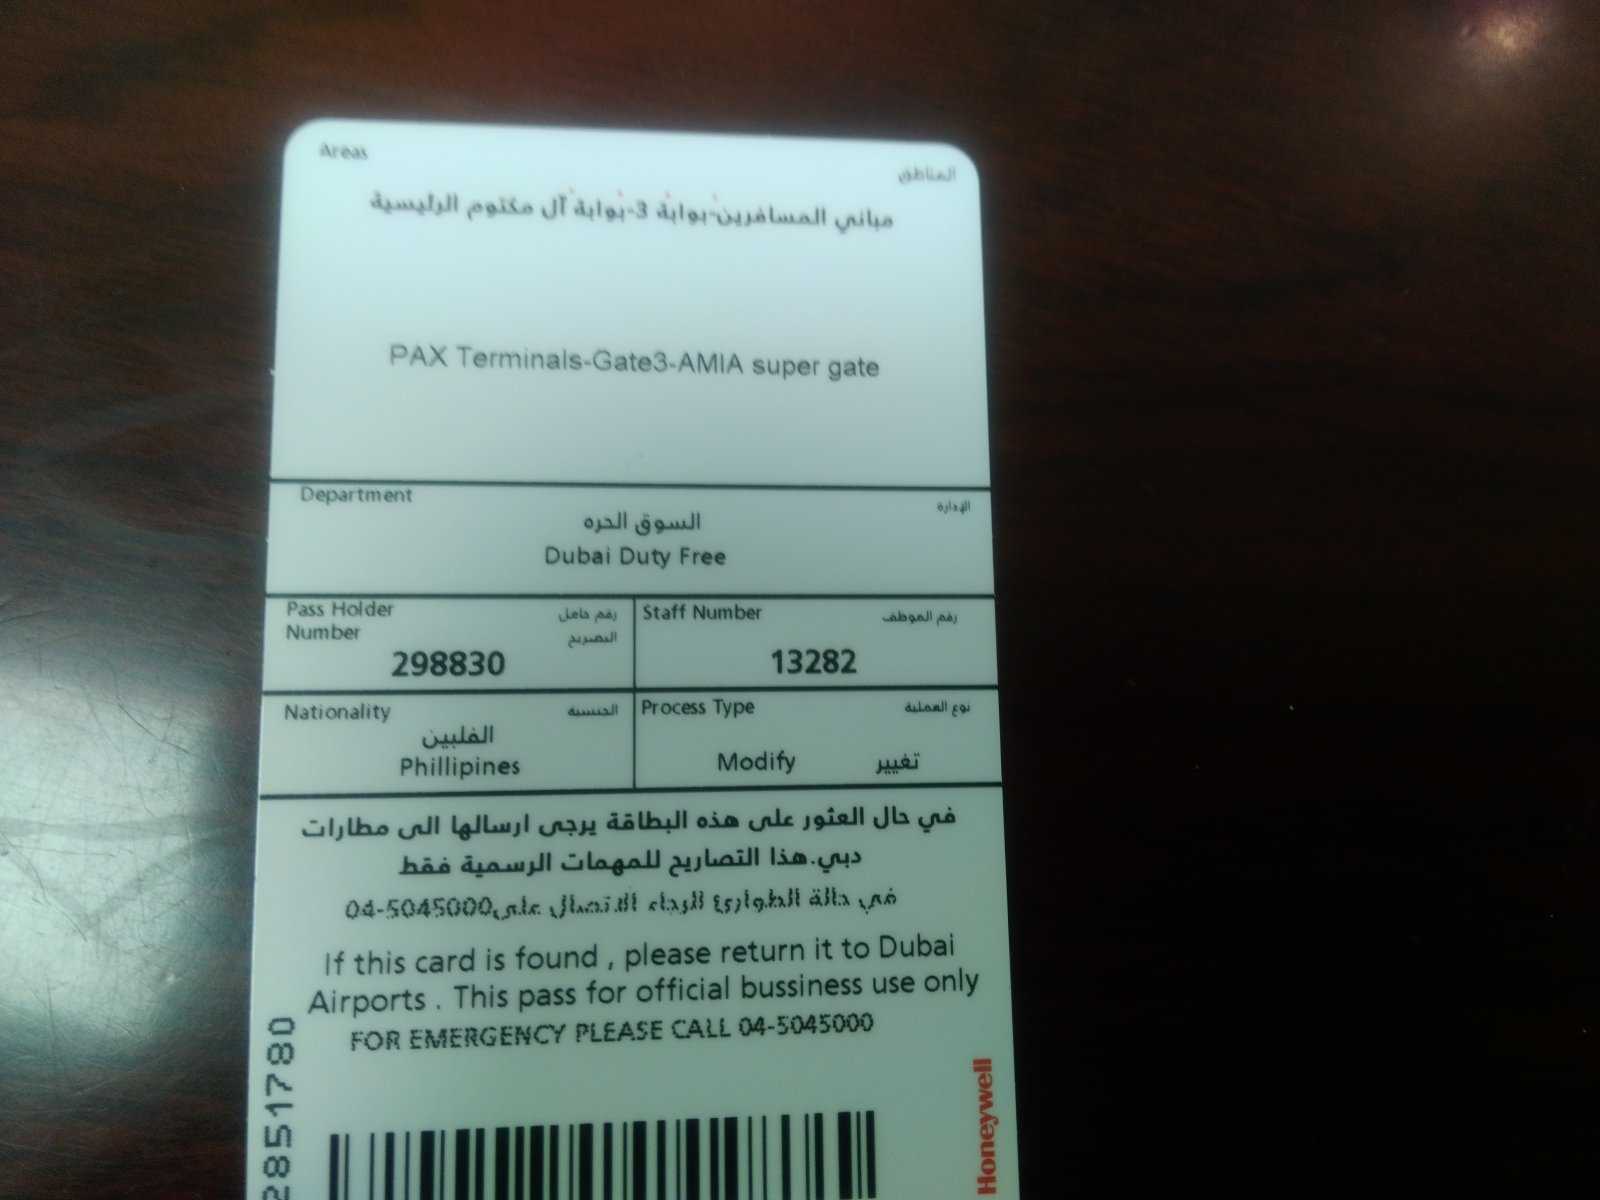 Areas
المناطق
مباني المسافرين-بوابة 3-بوابة آل مكتوم الرئيسية
PAX Terminals-Gate3-AMIA super gate
Department
الإدارة
السوق الحره
Dubai Duty Free
Pass Holder
Number
رقم حامل
التصريح
298830
Staff Number
رقم الموظف
13282
Nationality
الجنسية
الفلبين
Phillipines
Process Type
نوع العملية
Modify
تغيير
في حال العثور على هذه البطاقة يرجى ارسالها الى مطارات
دبي.هذا التصاريح للمهمات الرسمية فقط
في حالة الطوارئ الرجاء الاتصال على 04-5045000
If this card is found , please return it to Dubai
Airports . This pass for official bussiness use only
FOR EMERGENCY PLEASE CALL 04-5045000
2851780
Honeywell